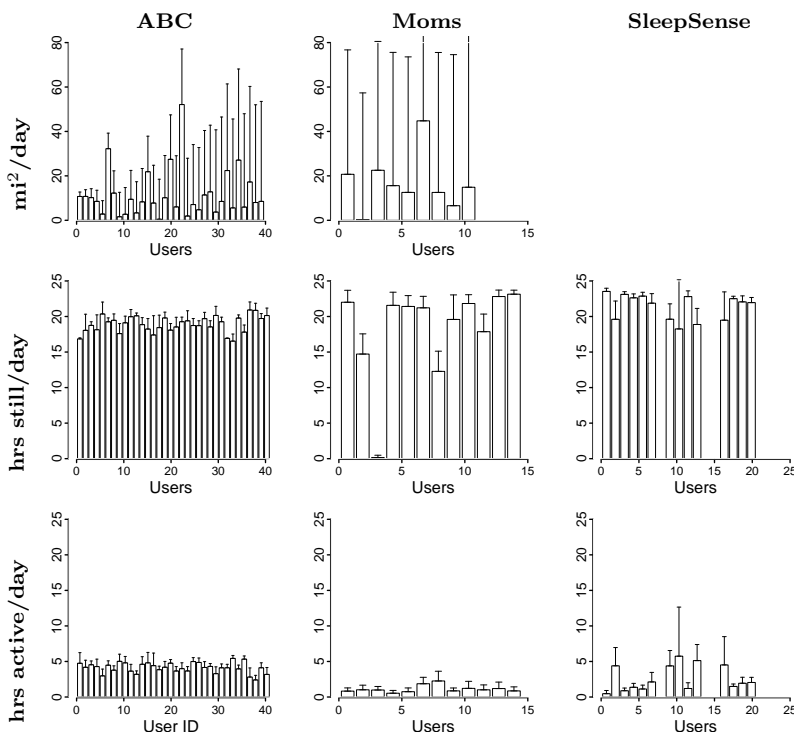 ABC Moms SleepSense
mi²/day
0 20 40 60 80
0 10 20 30 40
Users
0 20 40 60 80
0 5 10 15
Users
hrs still/day
0 5 10 15 20 25
0 10 20 30 40
Users
0 5 10 15 20 25
0 5 10 15
Users
0 5 10 15 20 25
0 5 10 15 20 25
Users
hrs active/day
0 5 10 15 20 25
0 10 20 30 40
User ID
0 5 10 15 20 25
0 5 10 15
Users
0 5 10 15 20 25
0 5 10 15 20 25
Users